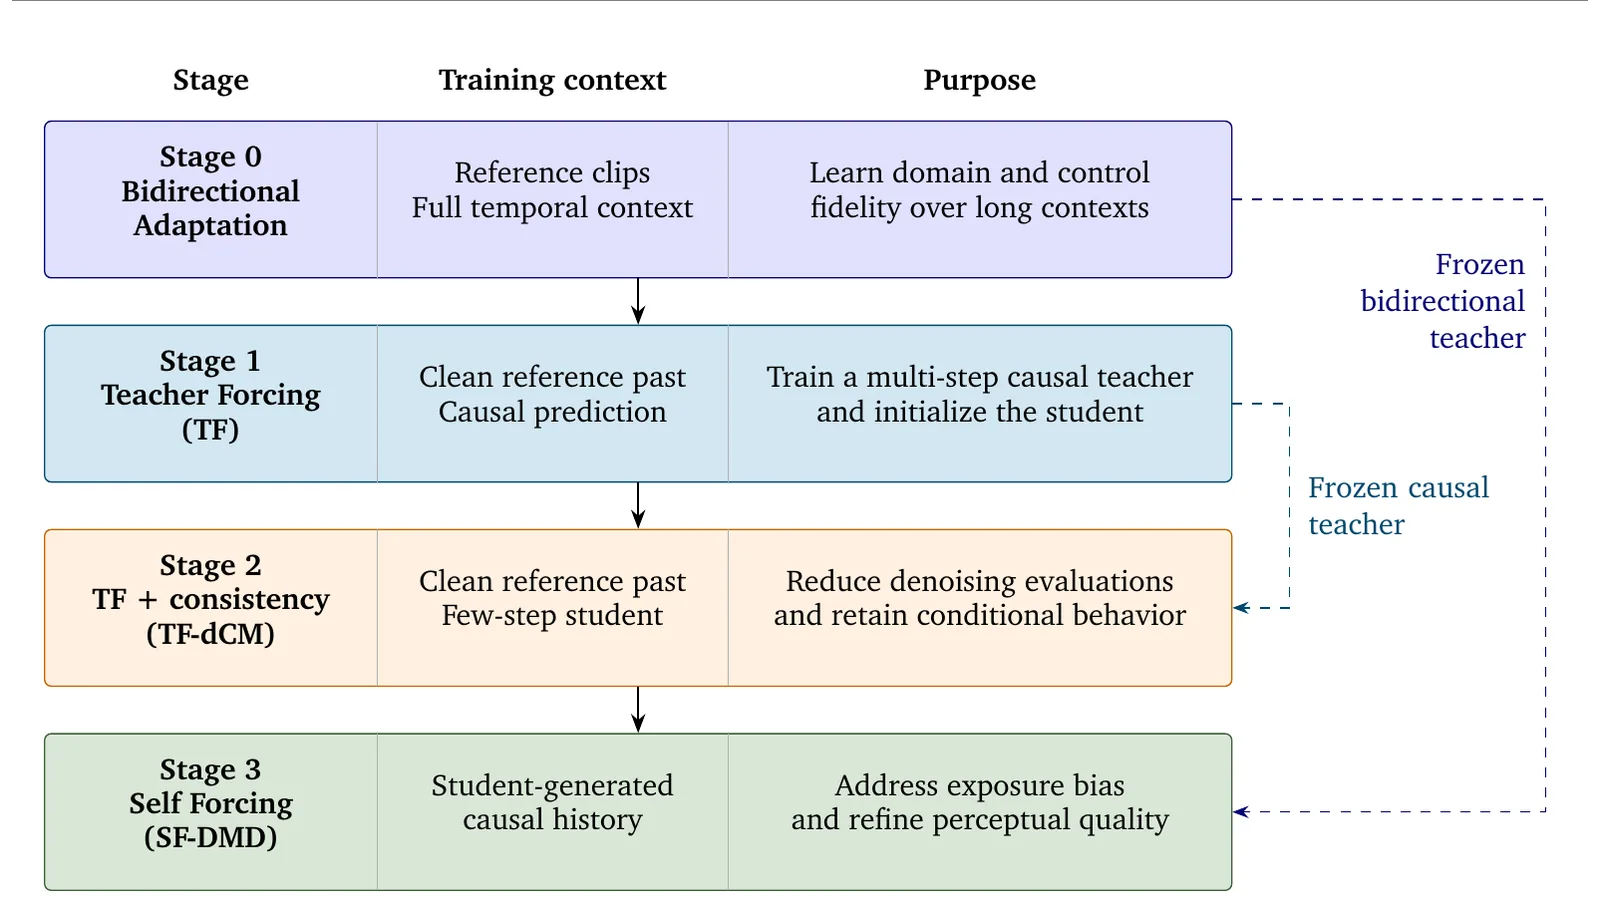 Stage
Training context
Purpose
Stage 0
Bidirectional
Adaptation
Reference clips
Full temporal context
Learn domain and control
fidelity over long contexts
Frozen
bidirectional
teacher
Stage 1
Teacher Forcing
(TF)
Clean reference past
Causal prediction
Train a multi-step causal teacher
and initialize the student
Frozen causal
teacher
Stage 2
TF + consistency
(TF-dCM)
Clean reference past
Few-step student
Reduce denoising evaluations
and retain conditional behavior
Stage 3
Self Forcing
(SF-DMD)
Student-generated
causal history
Address exposure bias
and refine perceptual quality